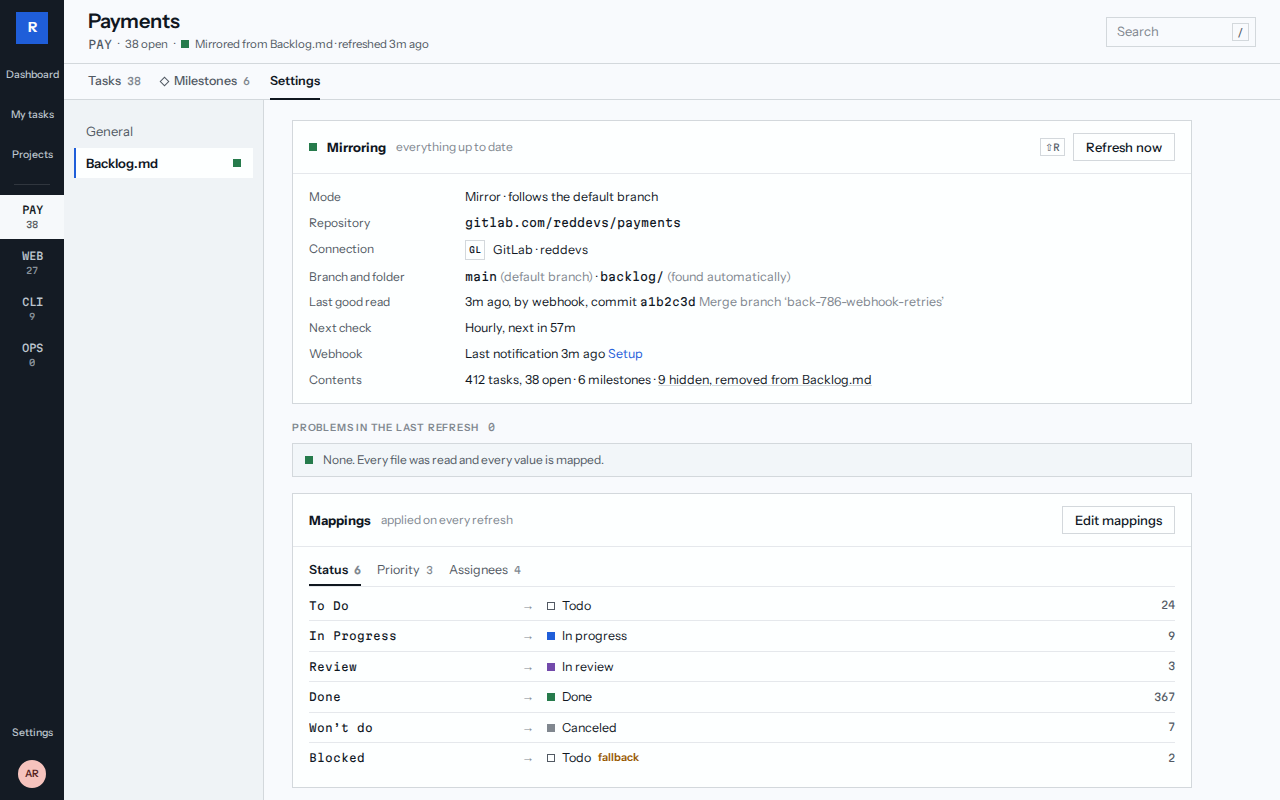 R
Dashboard
My tasks
Projects
PAY
38
WEB
27
CLI
9
OPS
0
Settings
AR
Payments
PAY · 38 open · Mirrored from Backlog.md · refreshed 3m ago
Search /
Tasks 38 Milestones 6 Settings
General
Backlog.md
Mirroring everything up to date ⇧R Refresh now
Mode Mirror · follows the default branch
Repository gitlab.com/reddevs/payments
Connection GL GitLab · reddevs
Branch and folder main (default branch) · backlog/ (found automatically)
Last good read 3m ago, by webhook, commit a1b2c3d Merge branch ‘back-786-webhook-retries’
Next check Hourly, next in 57m
Webhook Last notification 3m ago Setup
Contents 412 tasks, 38 open · 6 milestones · 9 hidden, removed from Backlog.md
PROBLEMS IN THE LAST REFRESH 0
None. Every file was read and every value is mapped.
Mappings applied on every refresh Edit mappings
Status 6 Priority 3 Assignees 4
To Do → Todo 24
In Progress → In progress 9
Review → In review 3
Done → Done 367
Won’t do → Canceled 7
Blocked → Todo fallback 2